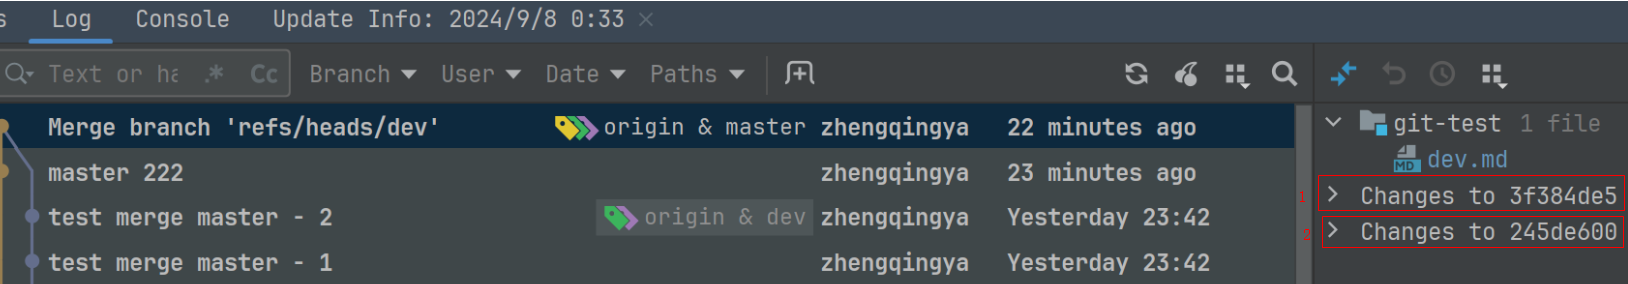 s Log Console Update Info: 2024/9/8 0:33
Text or ha .* Cc Branch User Date Paths
Merge branch 'refs/heads/dev' origin & master zhengqingya 22 minutes ago
master 222 zhengqingya 23 minutes ago
test merge master - 2 origin & dev zhengqingya Yesterday 23:42
test merge master - 1 zhengqingya Yesterday 23:42
git-test 1 file
MD dev.md
1 Changes to 3f384de5
2 Changes to 245de600